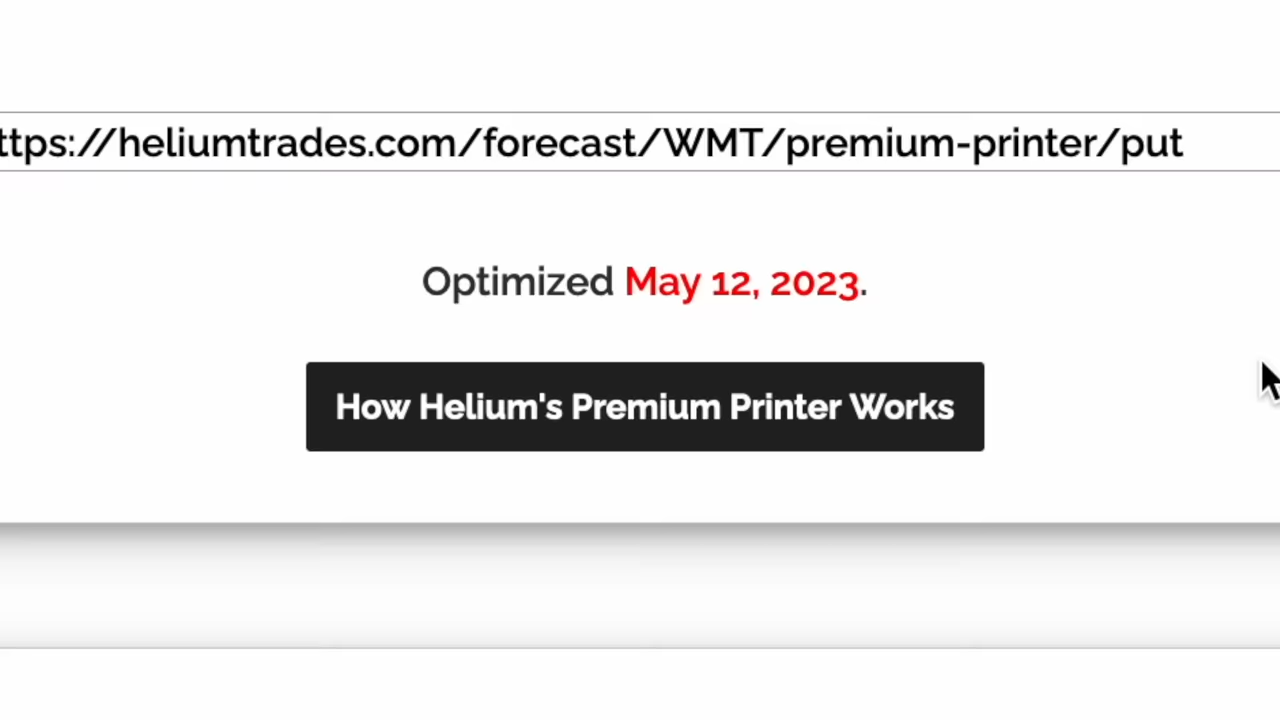 ttps://heliumtrades.com/forecast/WMT/premium-printer/put
Optimized May 12, 2023.
How Helium's Premium Printer Works